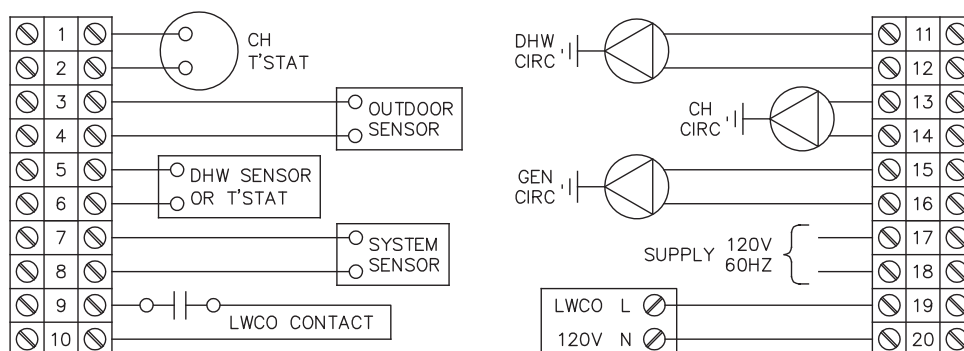 1
2
3
4
5
6
7
8
9
10
CH
T'STAT
OUTDOOR
SENSOR
DHW SENSOR
OR T'STAT
SYSTEM
SENSOR
LWCO CONTACT
DHW
CIRC
CH
CIRC
GEN
CIRC
SUPPLY 120V
60HZ
LWCO L
120V N
11
12
13
14
15
16
17
18
19
20